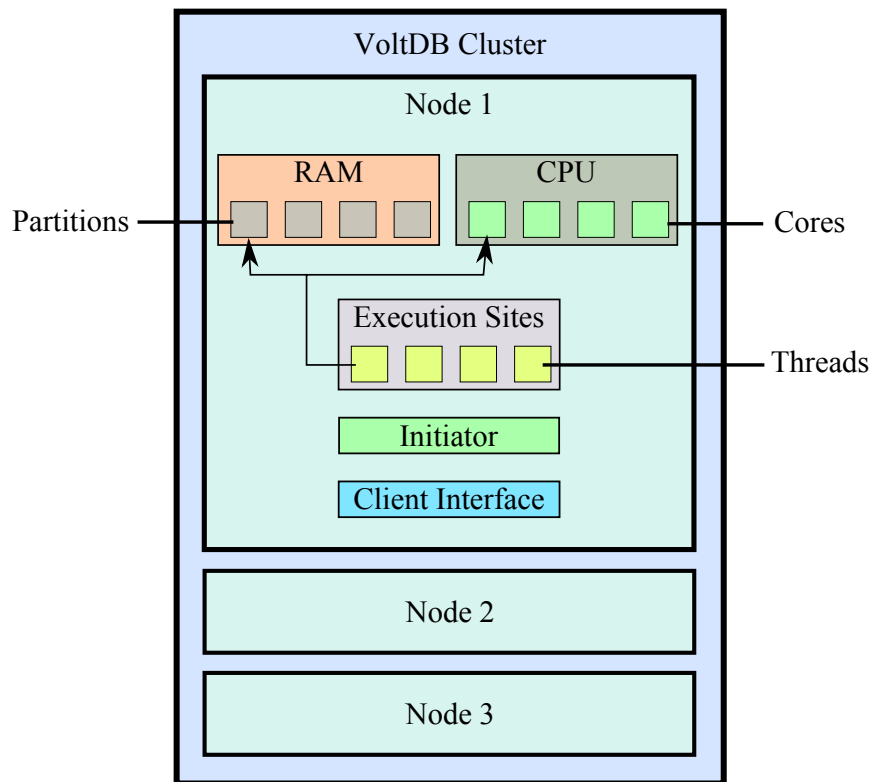 VoltDB Cluster
Node 1
RAM
CPU
Partitions
Cores
Execution Sites
Threads
Initiator
Client Interface
Node 2
Node 3